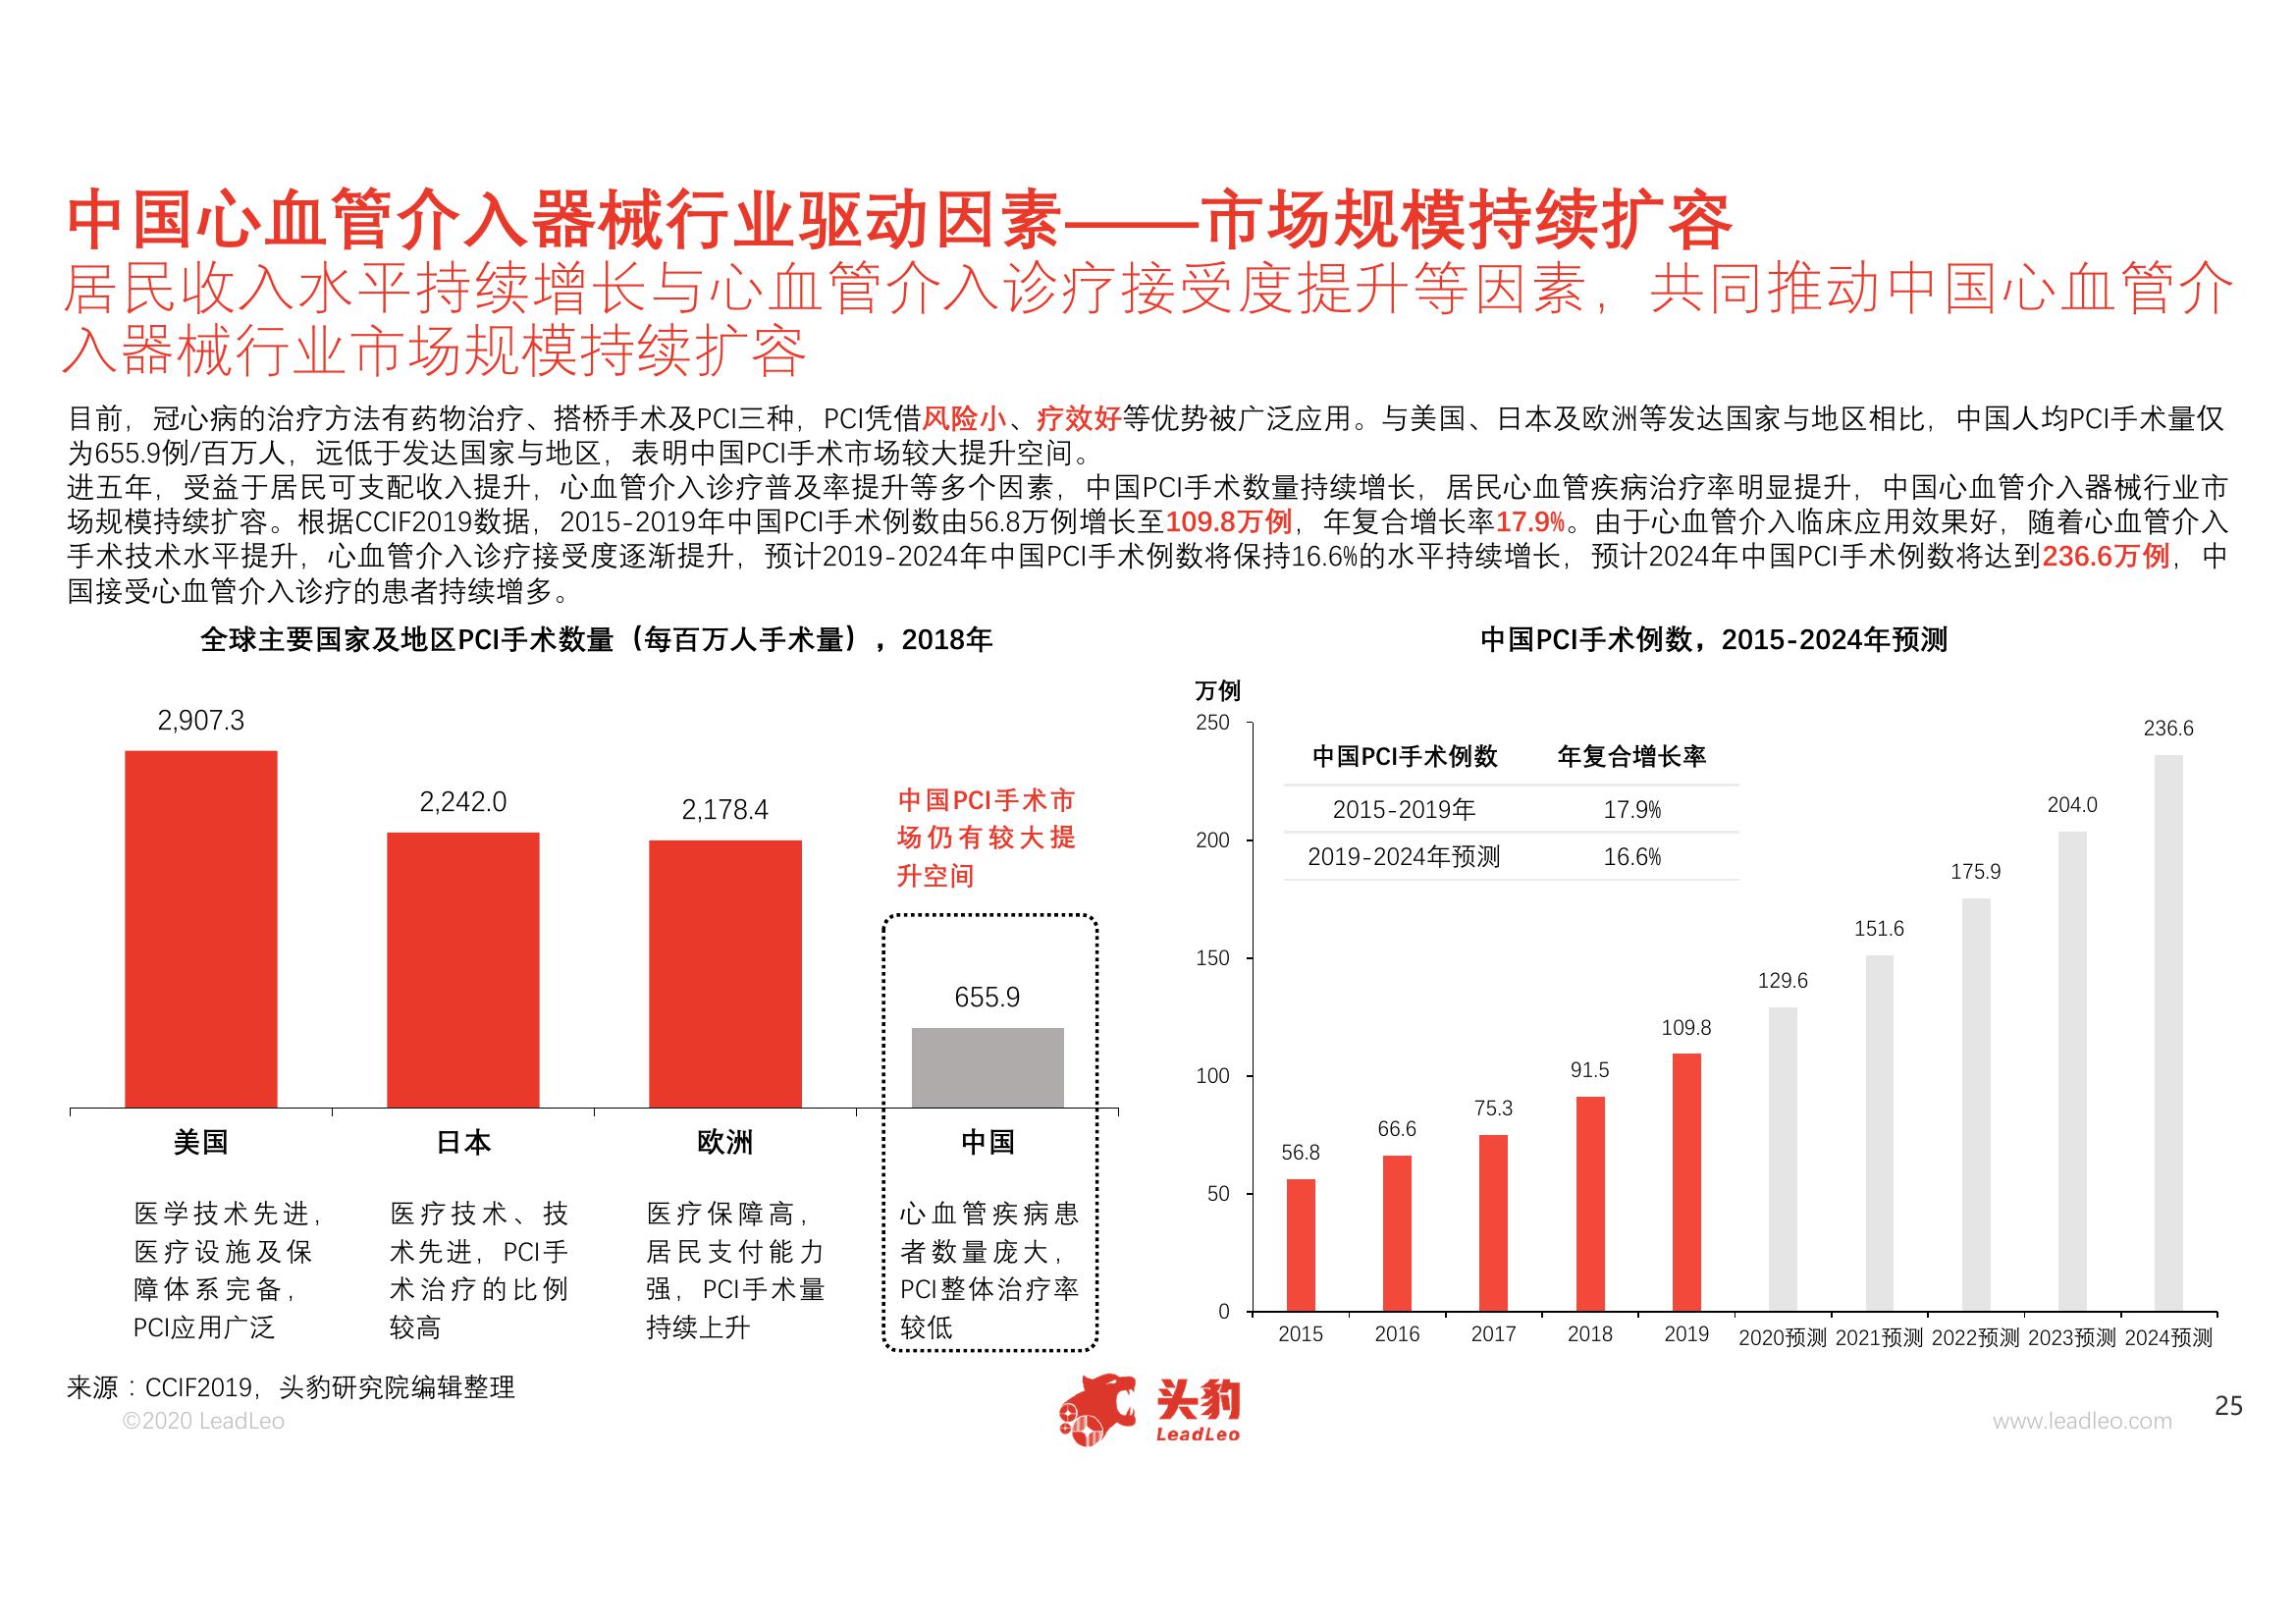 中国心血管介入器械行业驱动因素——市场规模持续扩容
居民收入水平持续增长与心血管介入诊疗接受度提升等因素，共同推动中国心血管介
入器械行业市场规模持续扩容
目前，冠心病的治疗方法有药物治疗、搭桥手术及PCI三种，PCI凭借风险小、疗效好等优势被广泛应用。与美国、日本及欧洲等发达国家与地区相比，中国人均PCI手术量仅
为655.9例/百万人，远低于发达国家与地区，表明中国PCI手术市场较大提升空间。
进五年，受益于居民可支配收入提升，心血管介入诊疗普及率提升等多个因素，中国PCI手术数量持续增长，居民心血管疾病治疗率明显提升，中国心血管介入器械行业市
场规模持续扩容。根据CCIF2019数据，2015-2019年中国PCI手术例数由56.8万例增长至109.8万例，年复合增长率17.9%。由于心血管介入临床应用效果好，随着心血管介入
手术技术水平提升，心血管介入诊疗接受度逐渐提升，预计2019-2024年中国PCI手术例数将保持16.6%的水平持续增长，预计2024年中国PCI手术例数将达到236.6万例，中
国接受心血管介入诊疗的患者持续增多。
全球主要国家及地区PCI手术数量（每百万人手术量），2018年
2,907.3
2,242.0
2,178.4
中国PCI手术市
场仍有较大提
升空间
655.9
美国
日本
欧洲
中国
医学技术先进，
医疗设施及保
障体系完备，
PCI应用广泛
医疗技术、技
术先进，PCI手
术治疗的比例
较高
医疗保障高，
居民支付能力
强，PCI手术量
持续上升
心血管疾病患
者数量庞大，
PCI整体治疗率
较低
中国PCI手术例数，2015-2024年预测
万例
250
200
150
100
50
0
中国PCI手术例数 年复合增长率
2015-2019年 17.9%
2019-2024年预测 16.6%
56.8
66.6
75.3
91.5
109.8
129.6
151.6
175.9
204.0
236.6
2015 2016 2017 2018 2019 2020预测 2021预测 2022预测 2023预测 2024预测
来源：CCIF2019，头豹研究院编辑整理
©2020 LeadLeo
头豹
LeadLeo
www.leadleo.com
25